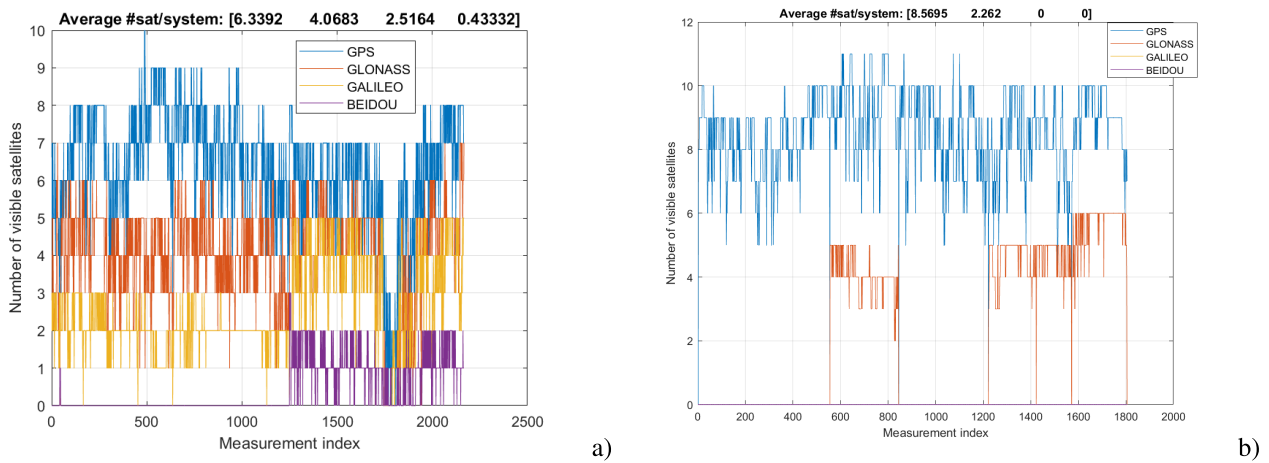 Average #sat/system: [6.3392 4.0683 2.5164 0.43332]
Number of visible satellites
10
9
8
7
6
5
4
3
2
1
0
GPS
GLONASS
GALILEO
BEIDOU
0 500 1000 1500 2000 2500
Measurement index
a)
Average #sat/system: [8.5695 2.262 0 0]
Number of visible satellites
12
10
8
6
4
2
0
GPS
GLONASS
GALILEO
BEIDOU
0 200 400 600 800 1000 1200 1400 1600 1800 2000
Measurement index
b)